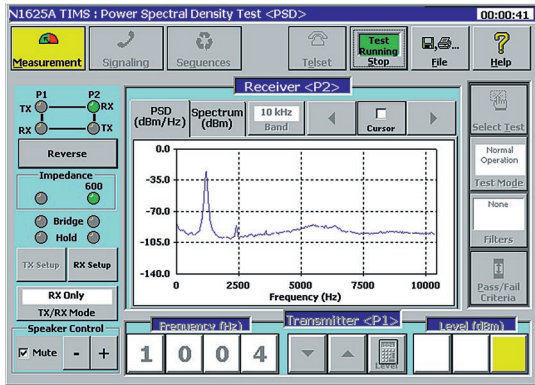 N1625A TIMS : Power Spectral Density Test <PSD>
00:00:41
Measurement
Signaling
Sequences
Telset
Test
Running
Stop
File
Help
P1 P2
TX RX
RX TX
Reverse
Impedance
600
Bridge
Hold
TX Setup
RX Setup
RX Only
TX/RX
Mode
Speaker Control
Mute - +
Receiver <P2>
PSD
(dBm/Hz)
Spectrum
(dBm)
10 kHz
Band
Cursor
0.0
-35.0
-70.0
-105.0
-140.0
0 2500 5000 7500 10000
Frequency (Hz)
Select Test
Normal
Operation
Test Mode
None
Filters
Pass/Fail
Criteria
Transmitter <P1>
Frequency (Hz)
1 0 0 4
LEVEL
Level (dBm)